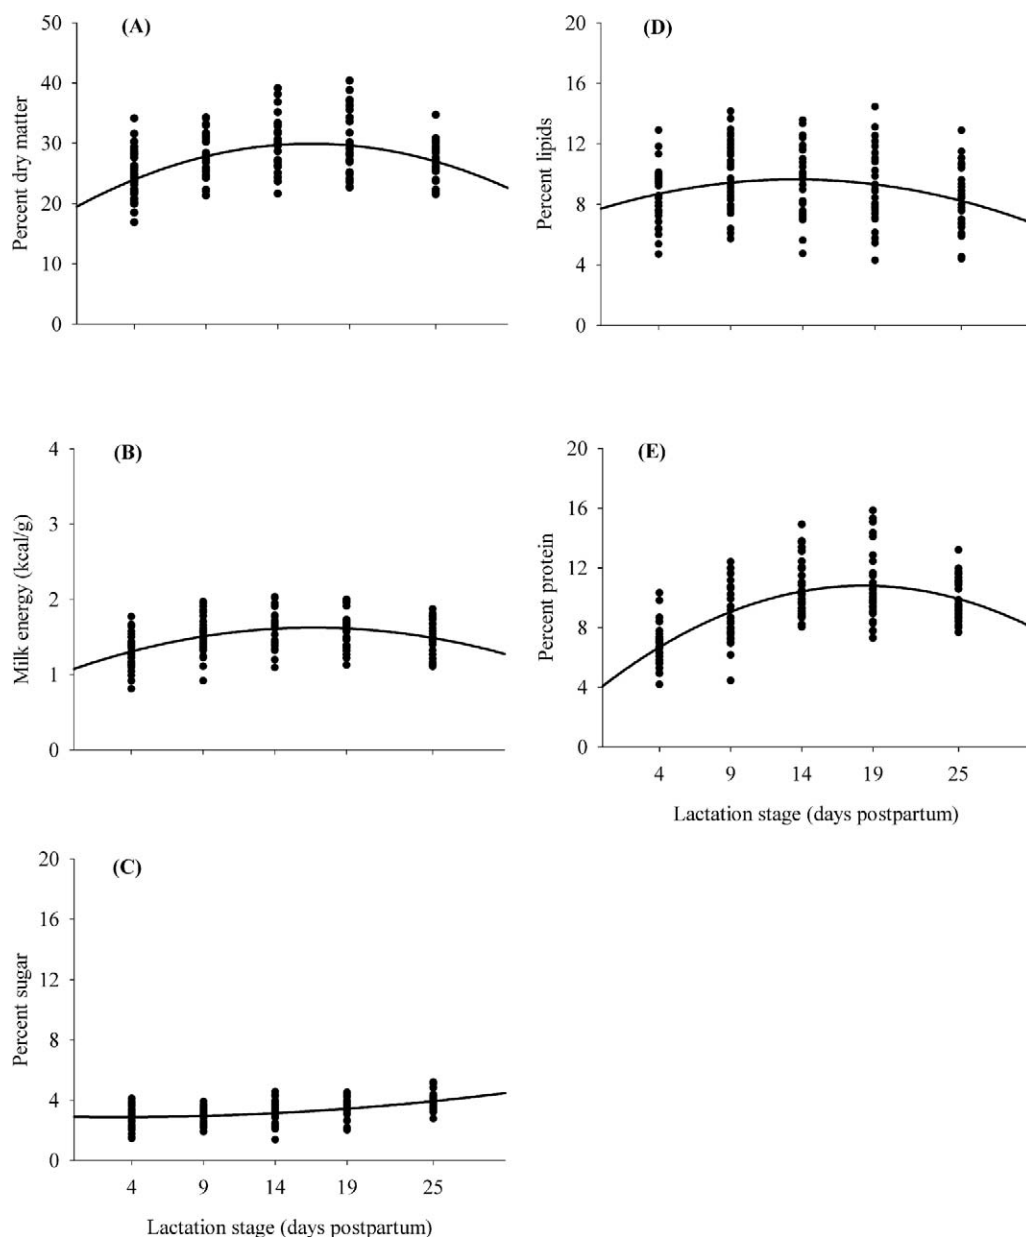 (A)
Percent dry matter
50
40
30
20
10
0
(B)
Milk energy (kcal/g)
4
3
2
1
0
(C)
Percent sugar
20
16
12
8
4
0
4 9 14 19 25
Lactation stage (days postpartum)
(D)
Percent lipids
20
16
12
8
4
0
(E)
Percent protein
20
16
12
8
4
0
4 9 14 19 25
Lactation stage (days postpartum)